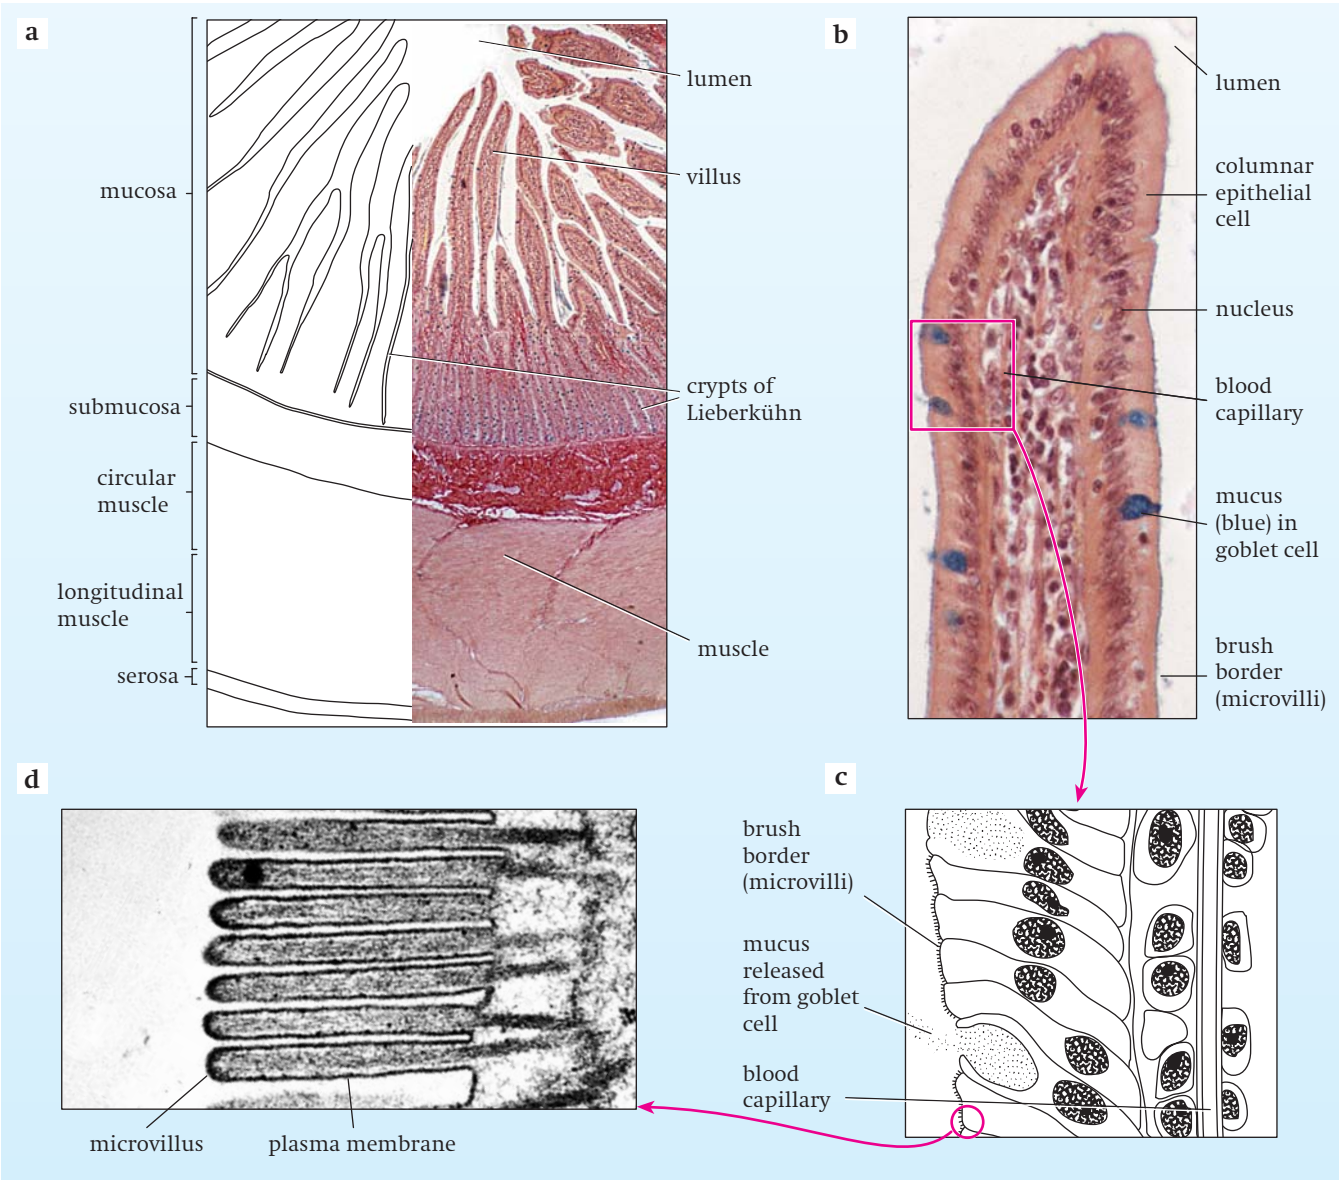 a
mucosa
submucosa
circular
muscle
longitudinal
muscle
serosa
lumen
villus
crypts of
Lieberkühn
muscle
b
lumen
columnar
epithelial
cell
nucleus
blood
capillary
mucus
(blue) in
goblet cell
brush
border
(microvilli)
d
microvillus
plasma membrane
c
brush
border
(microvilli)
mucus
released
from goblet
cell
blood
capillary